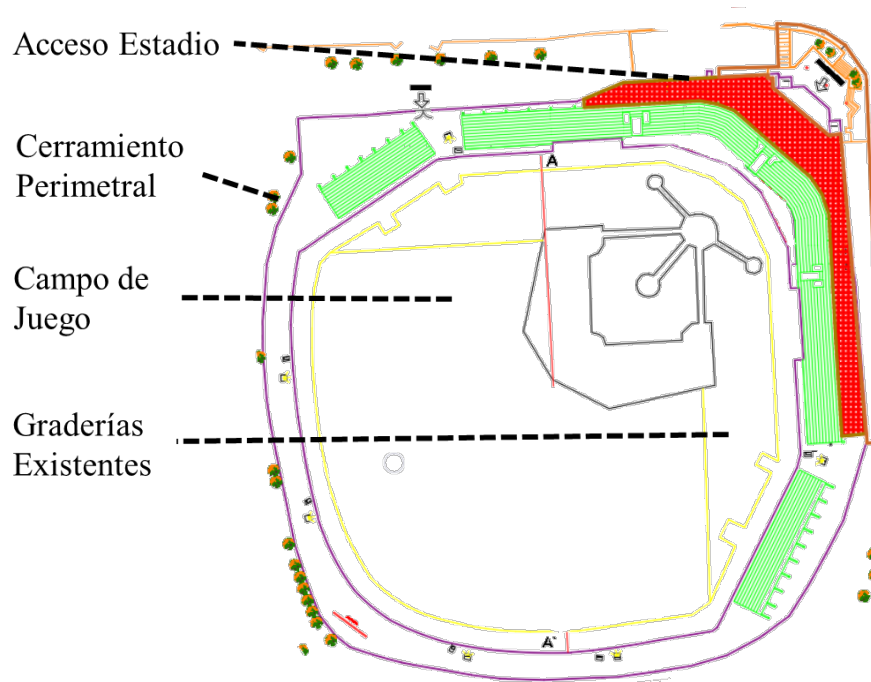 Acceso Estadio
Cerramiento
Perimetral
A
Campo de
Juego
Graderías
Existentes
A'